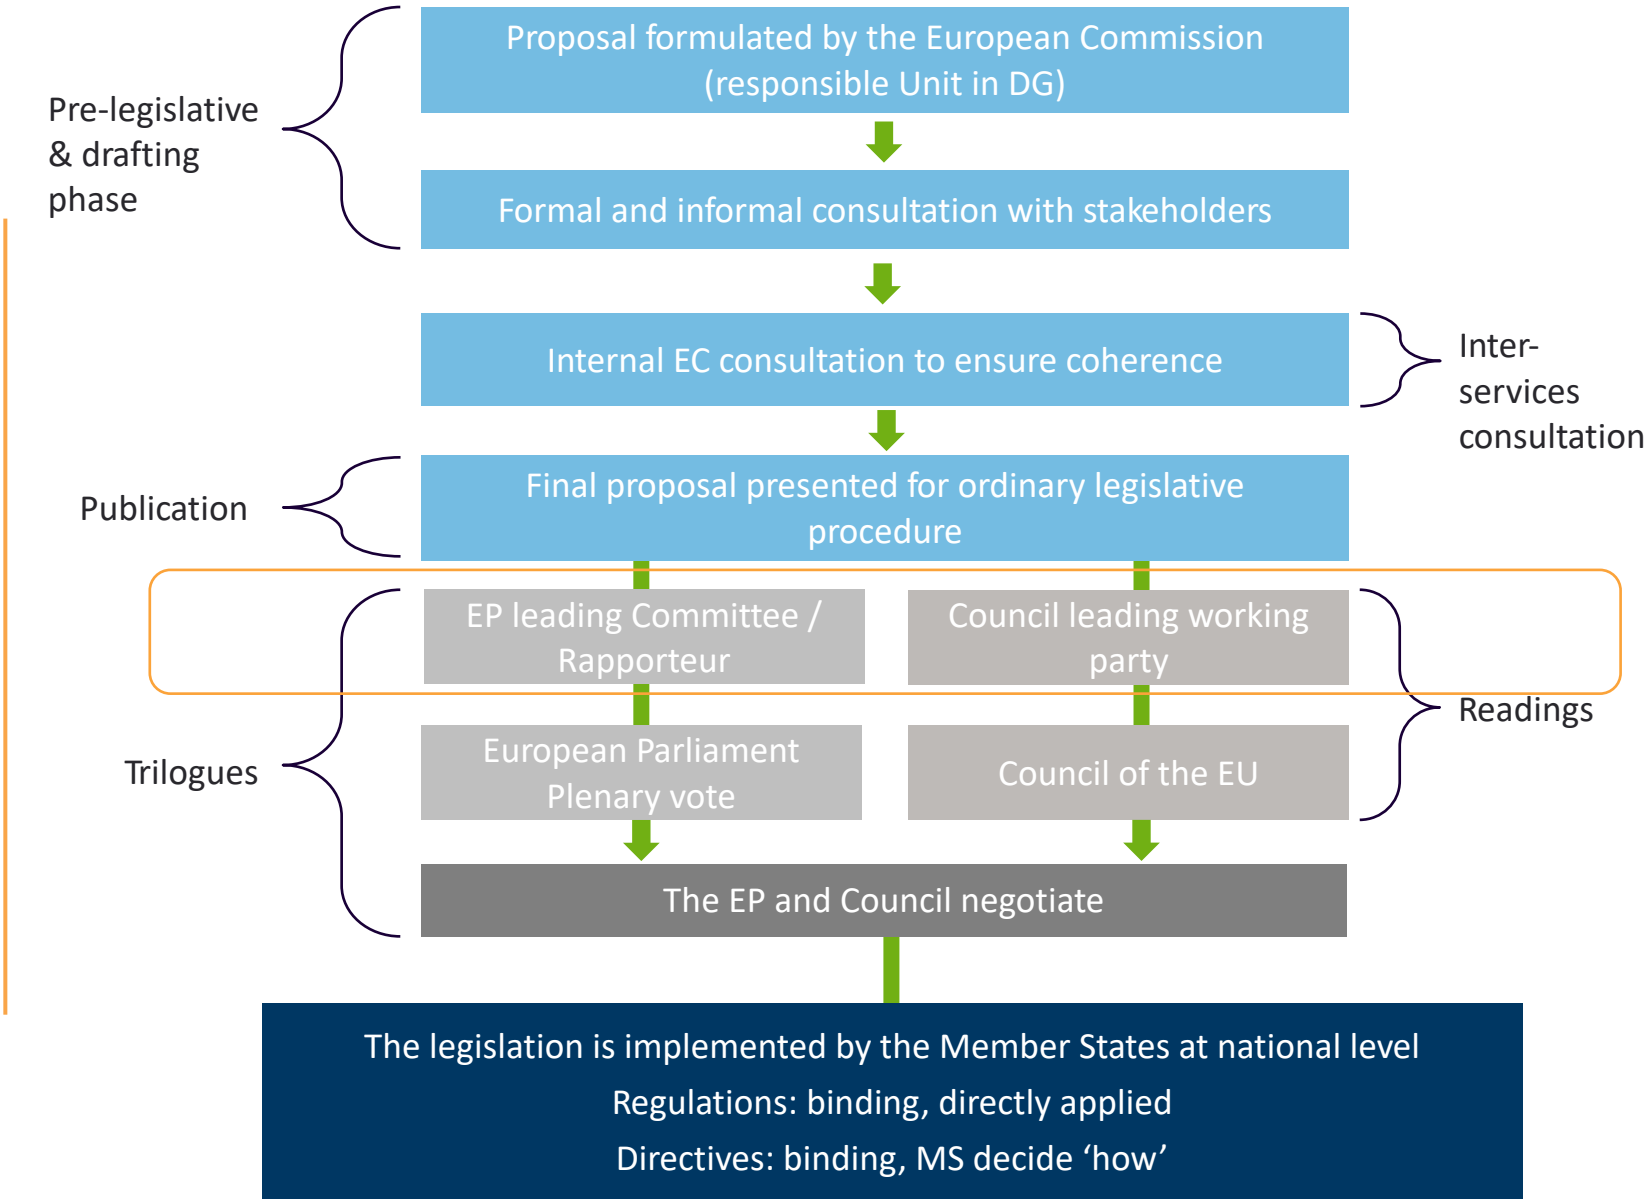 Proposal formulated by the European Commission
(responsible Unit in DG)
Pre-legislative
& drafting
phase
Formal and informal consultation with stakeholders
Internal EC consultation to ensure coherence
Inter-
services
consultation
Final proposal presented for ordinary legislative
procedure
Publication
EP leading Committee /
Rapporteur
Council leading working
party
Readings
Trilogues
European Parliament
Plenary vote
Council of the EU
The EP and Council negotiate
The legislation is implemented by the Member States at national level
Regulations: binding, directly applied
Directives: binding, MS decide ‘how’